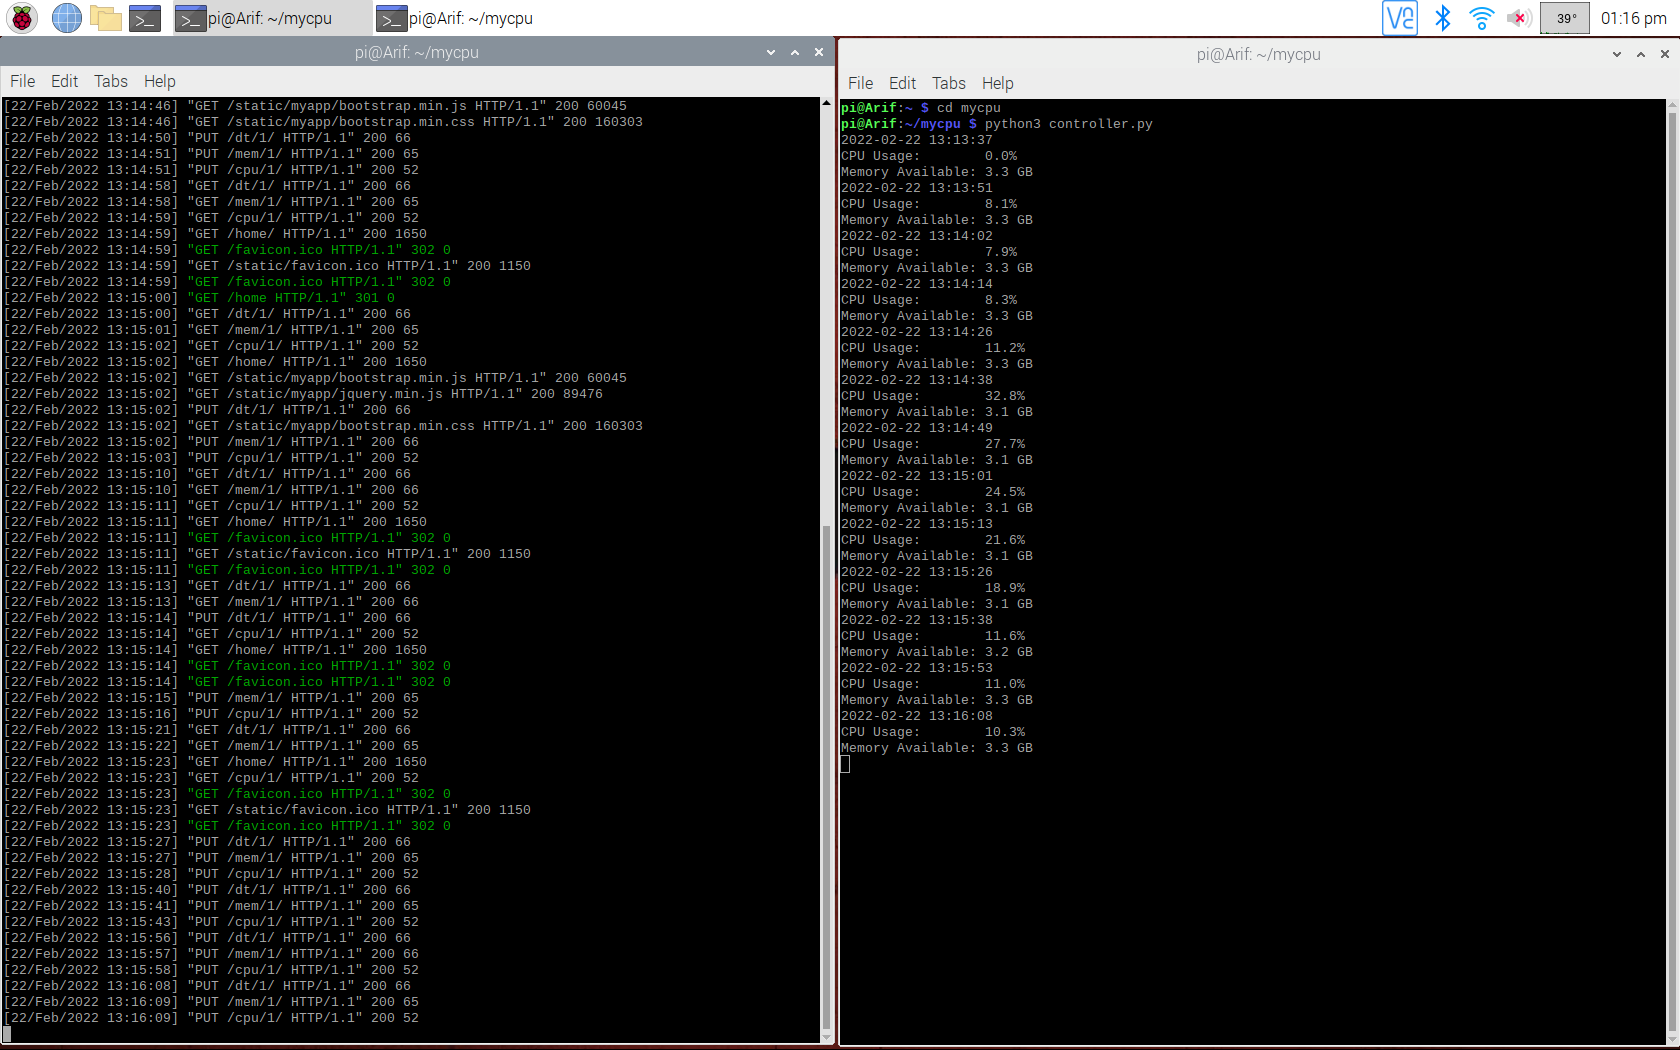 pi@Arif: ~/mycpu
pi@Arif: ~/mycpu
39°
01:16 pm
pi@Arif: ~/mycpu
File Edit Tabs Help
[22/Feb/2022 13:14:46] "GET /static/myapp/bootstrap.min.js HTTP/1.1" 200 60045
[22/Feb/2022 13:14:46] "GET /static/myapp/bootstrap.min.css HTTP/1.1" 200 160303
[22/Feb/2022 13:14:50] "PUT /dt/1/ HTTP/1.1" 200 66
[22/Feb/2022 13:14:51] "PUT /mem/1/ HTTP/1.1" 200 65
[22/Feb/2022 13:14:51] "PUT /cpu/1/ HTTP/1.1" 200 52
[22/Feb/2022 13:14:58] "GET /dt/1/ HTTP/1.1" 200 66
[22/Feb/2022 13:14:58] "GET /mem/1/ HTTP/1.1" 200 65
[22/Feb/2022 13:14:59] "GET /cpu/1/ HTTP/1.1" 200 52
[22/Feb/2022 13:14:59] "GET /home/ HTTP/1.1" 200 1650
[22/Feb/2022 13:14:59] "GET /favicon.ico HTTP/1.1" 302 0
[22/Feb/2022 13:14:59] "GET /static/favicon.ico HTTP/1.1" 200 1150
[22/Feb/2022 13:14:59] "GET /favicon.ico HTTP/1.1" 302 0
[22/Feb/2022 13:15:00] "GET /home HTTP/1.1" 301 0
[22/Feb/2022 13:15:00] "GET /dt/1/ HTTP/1.1" 200 66
[22/Feb/2022 13:15:01] "GET /mem/1/ HTTP/1.1" 200 65
[22/Feb/2022 13:15:02] "GET /cpu/1/ HTTP/1.1" 200 52
[22/Feb/2022 13:15:02] "GET /home/ HTTP/1.1" 200 1650
[22/Feb/2022 13:15:02] "GET /static/myapp/bootstrap.min.js HTTP/1.1" 200 60045
[22/Feb/2022 13:15:02] "GET /static/myapp/jquery.min.js HTTP/1.1" 200 89476
[22/Feb/2022 13:15:02] "PUT /dt/1/ HTTP/1.1" 200 66
[22/Feb/2022 13:15:02] "GET /static/myapp/bootstrap.min.css HTTP/1.1" 200 160303
[22/Feb/2022 13:15:02] "PUT /mem/1/ HTTP/1.1" 200 66
[22/Feb/2022 13:15:03] "PUT /cpu/1/ HTTP/1.1" 200 52
[22/Feb/2022 13:15:10] "GET /dt/1/ HTTP/1.1" 200 66
[22/Feb/2022 13:15:10] "GET /mem/1/ HTTP/1.1" 200 66
[22/Feb/2022 13:15:11] "GET /cpu/1/ HTTP/1.1" 200 52
[22/Feb/2022 13:15:11] "GET /home/ HTTP/1.1" 200 1650
[22/Feb/2022 13:15:11] "GET /favicon.ico HTTP/1.1" 302 0
[22/Feb/2022 13:15:11] "GET /static/favicon.ico HTTP/1.1" 200 1150
[22/Feb/2022 13:15:11] "GET /favicon.ico HTTP/1.1" 302 0
[22/Feb/2022 13:15:13] "GET /dt/1/ HTTP/1.1" 200 66
[22/Feb/2022 13:15:13] "GET /mem/1/ HTTP/1.1" 200 66
[22/Feb/2022 13:15:14] "PUT /dt/1/ HTTP/1.1" 200 66
[22/Feb/2022 13:15:14] "GET /cpu/1/ HTTP/1.1" 200 52
[22/Feb/2022 13:15:14] "GET /home/ HTTP/1.1" 200 1650
[22/Feb/2022 13:15:14] "GET /favicon.ico HTTP/1.1" 302 0
[22/Feb/2022 13:15:14] "GET /favicon.ico HTTP/1.1" 302 0
[22/Feb/2022 13:15:15] "PUT /mem/1/ HTTP/1.1" 200 65
[22/Feb/2022 13:15:16] "PUT /cpu/1/ HTTP/1.1" 200 52
[22/Feb/2022 13:15:21] "GET /dt/1/ HTTP/1.1" 200 66
[22/Feb/2022 13:15:22] "GET /mem/1/ HTTP/1.1" 200 65
[22/Feb/2022 13:15:23] "GET /home/ HTTP/1.1" 200 1650
[22/Feb/2022 13:15:23] "GET /cpu/1/ HTTP/1.1" 200 52
[22/Feb/2022 13:15:23] "GET /favicon.ico HTTP/1.1" 302 0
[22/Feb/2022 13:15:23] "GET /static/favicon.ico HTTP/1.1" 200 1150
[22/Feb/2022 13:15:23] "GET /favicon.ico HTTP/1.1" 302 0
[22/Feb/2022 13:15:27] "PUT /dt/1/ HTTP/1.1" 200 66
[22/Feb/2022 13:15:27] "PUT /mem/1/ HTTP/1.1" 200 65
[22/Feb/2022 13:15:28] "PUT /cpu/1/ HTTP/1.1" 200 52
[22/Feb/2022 13:15:40] "PUT /dt/1/ HTTP/1.1" 200 66
[22/Feb/2022 13:15:41] "PUT /mem/1/ HTTP/1.1" 200 65
[22/Feb/2022 13:15:43] "PUT /cpu/1/ HTTP/1.1" 200 52
[22/Feb/2022 13:15:56] "PUT /dt/1/ HTTP/1.1" 200 66
[22/Feb/2022 13:15:57] "PUT /mem/1/ HTTP/1.1" 200 66
[22/Feb/2022 13:15:58] "PUT /cpu/1/ HTTP/1.1" 200 52
[22/Feb/2022 13:16:08] "PUT /dt/1/ HTTP/1.1" 200 66
[22/Feb/2022 13:16:09] "PUT /mem/1/ HTTP/1.1" 200 65
[22/Feb/2022 13:16:09] "PUT /cpu/1/ HTTP/1.1" 200 52
pi@Arif: ~/mycpu
File Edit Tabs Help
pi@Arif:~ $ cd mycpu
pi@Arif:~/mycpu $ python3 controller.py
2022-02-22 13:13:37
CPU Usage: 0.0%
Memory Available: 3.3 GB
2022-02-22 13:13:51
CPU Usage: 8.1%
Memory Available: 3.3 GB
2022-02-22 13:14:02
CPU Usage: 7.9%
Memory Available: 3.3 GB
2022-02-22 13:14:14
CPU Usage: 8.3%
Memory Available: 3.3 GB
2022-02-22 13:14:26
CPU Usage: 11.2%
Memory Available: 3.3 GB
2022-02-22 13:14:38
CPU Usage: 32.8%
Memory Available: 3.1 GB
2022-02-22 13:14:49
CPU Usage: 27.7%
Memory Available: 3.1 GB
2022-02-22 13:15:01
CPU Usage: 24.5%
Memory Available: 3.1 GB
2022-02-22 13:15:13
CPU Usage: 21.6%
Memory Available: 3.1 GB
2022-02-22 13:15:26
CPU Usage: 18.9%
Memory Available: 3.1 GB
2022-02-22 13:15:38
CPU Usage: 11.6%
Memory Available: 3.2 GB
2022-02-22 13:15:53
CPU Usage: 11.0%
Memory Available: 3.3 GB
2022-02-22 13:16:08
CPU Usage: 10.3%
Memory Available: 3.3 GB